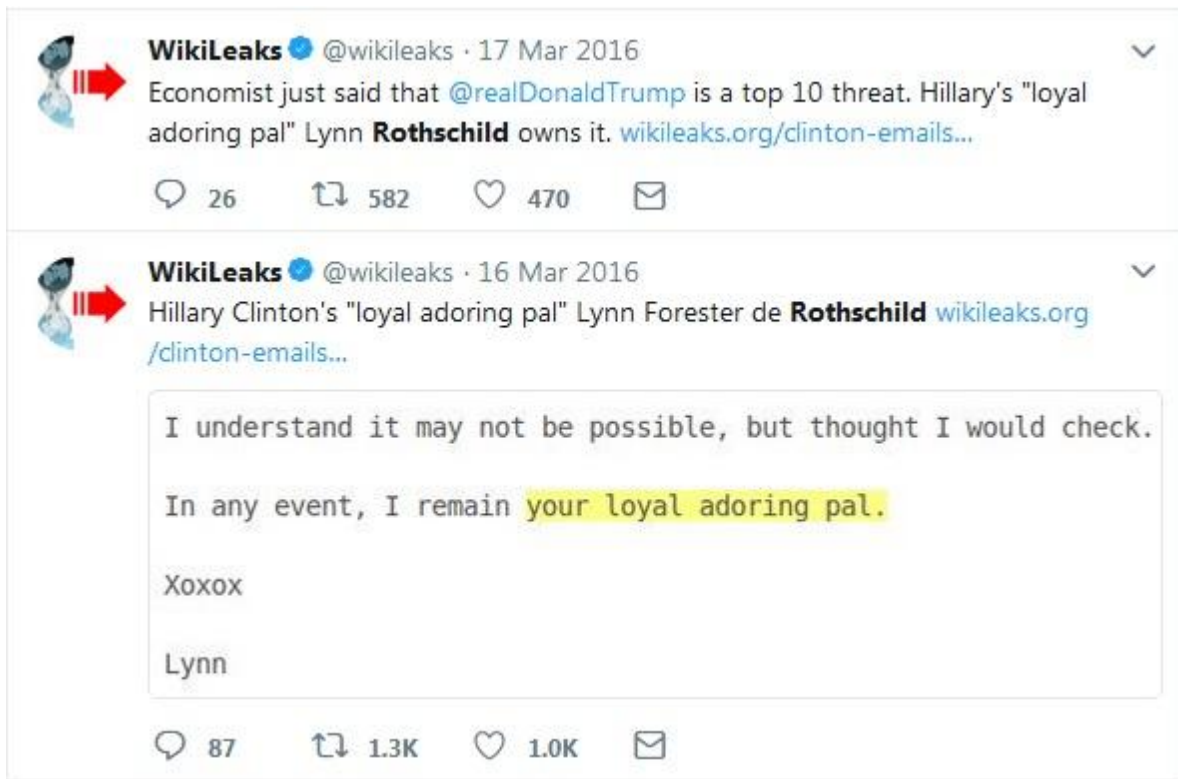 WikiLeaks @wikileaks · 17 Mar 2016
Economist just said that @realDonaldTrump is a top 10 threat. Hillary's "loyal
adoring pal" Lynn Rothschild owns it. wikileaks.org/clinton-emails...
26 582 470
WikiLeaks @wikileaks · 16 Mar 2016
Hillary Clinton's "loyal adoring pal" Lynn Forester de Rothschild wikileaks.org
/clinton-emails...
I understand it may not be possible, but thought I would check.
In any event, I remain your loyal adoring pal.
Xoxox
Lynn
87 1.3K 1.0K